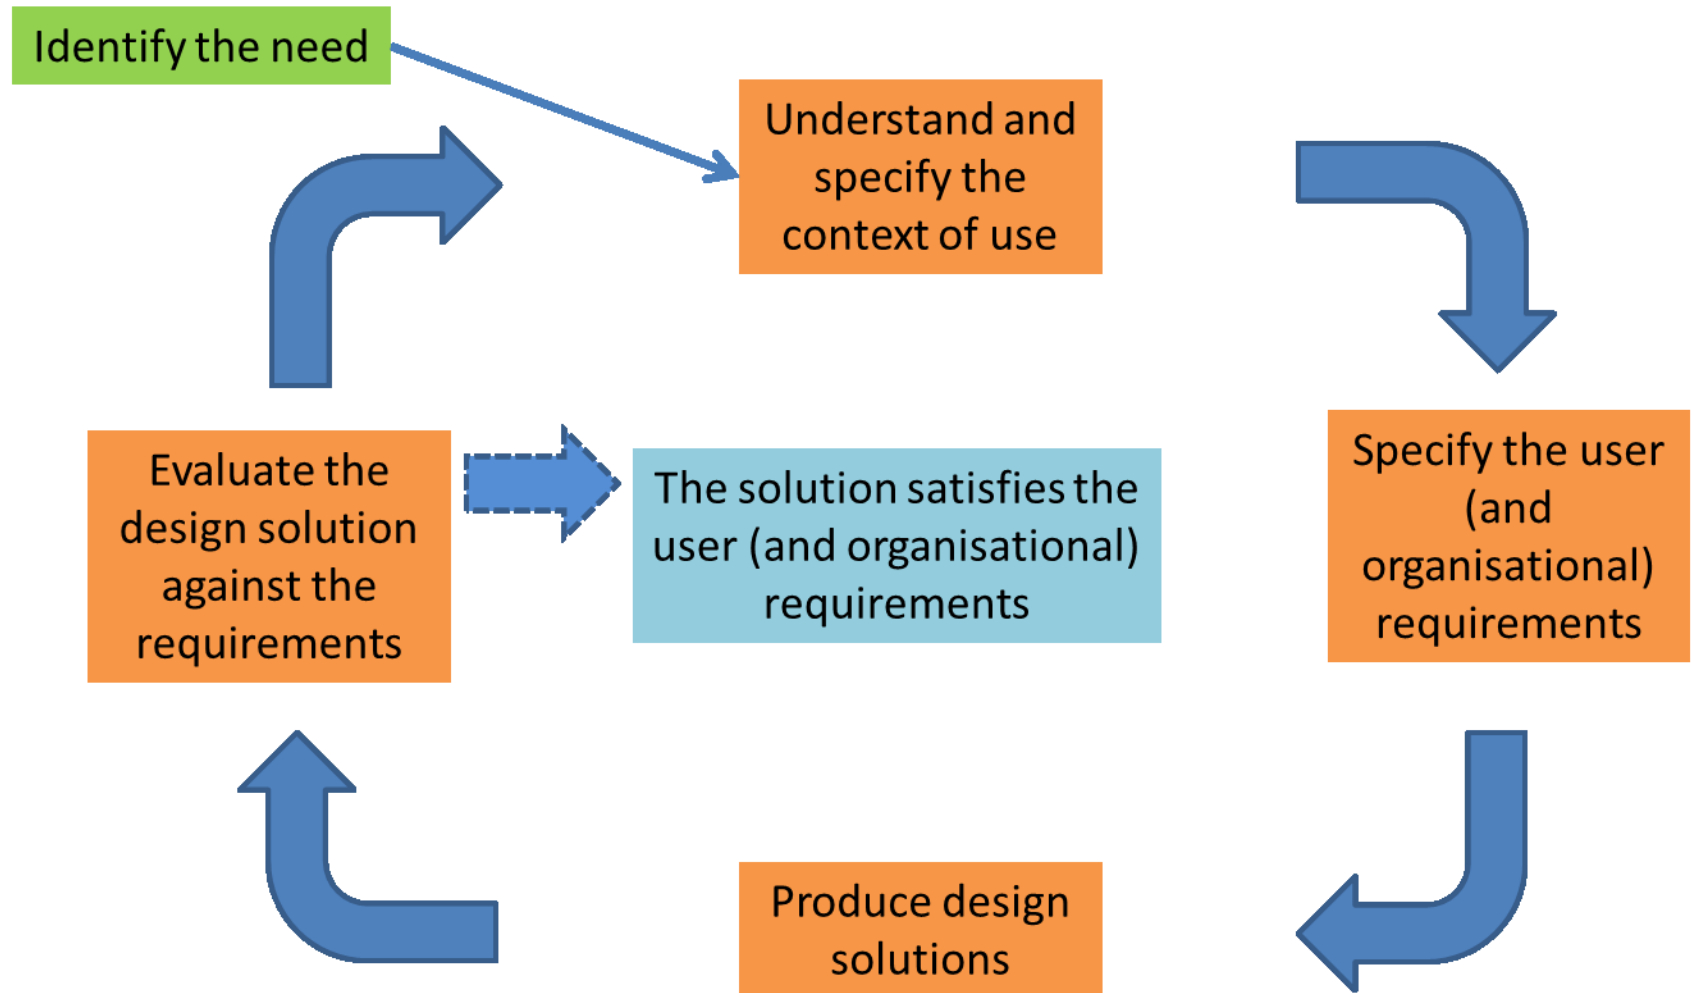 Identify the need
Understand and
specify the
context of use
Specify the user
(and
organisational)
requirements
Produce design
solutions
Evaluate the
design solution
against the
requirements
The solution satisfies the
user (and organisational)
requirements